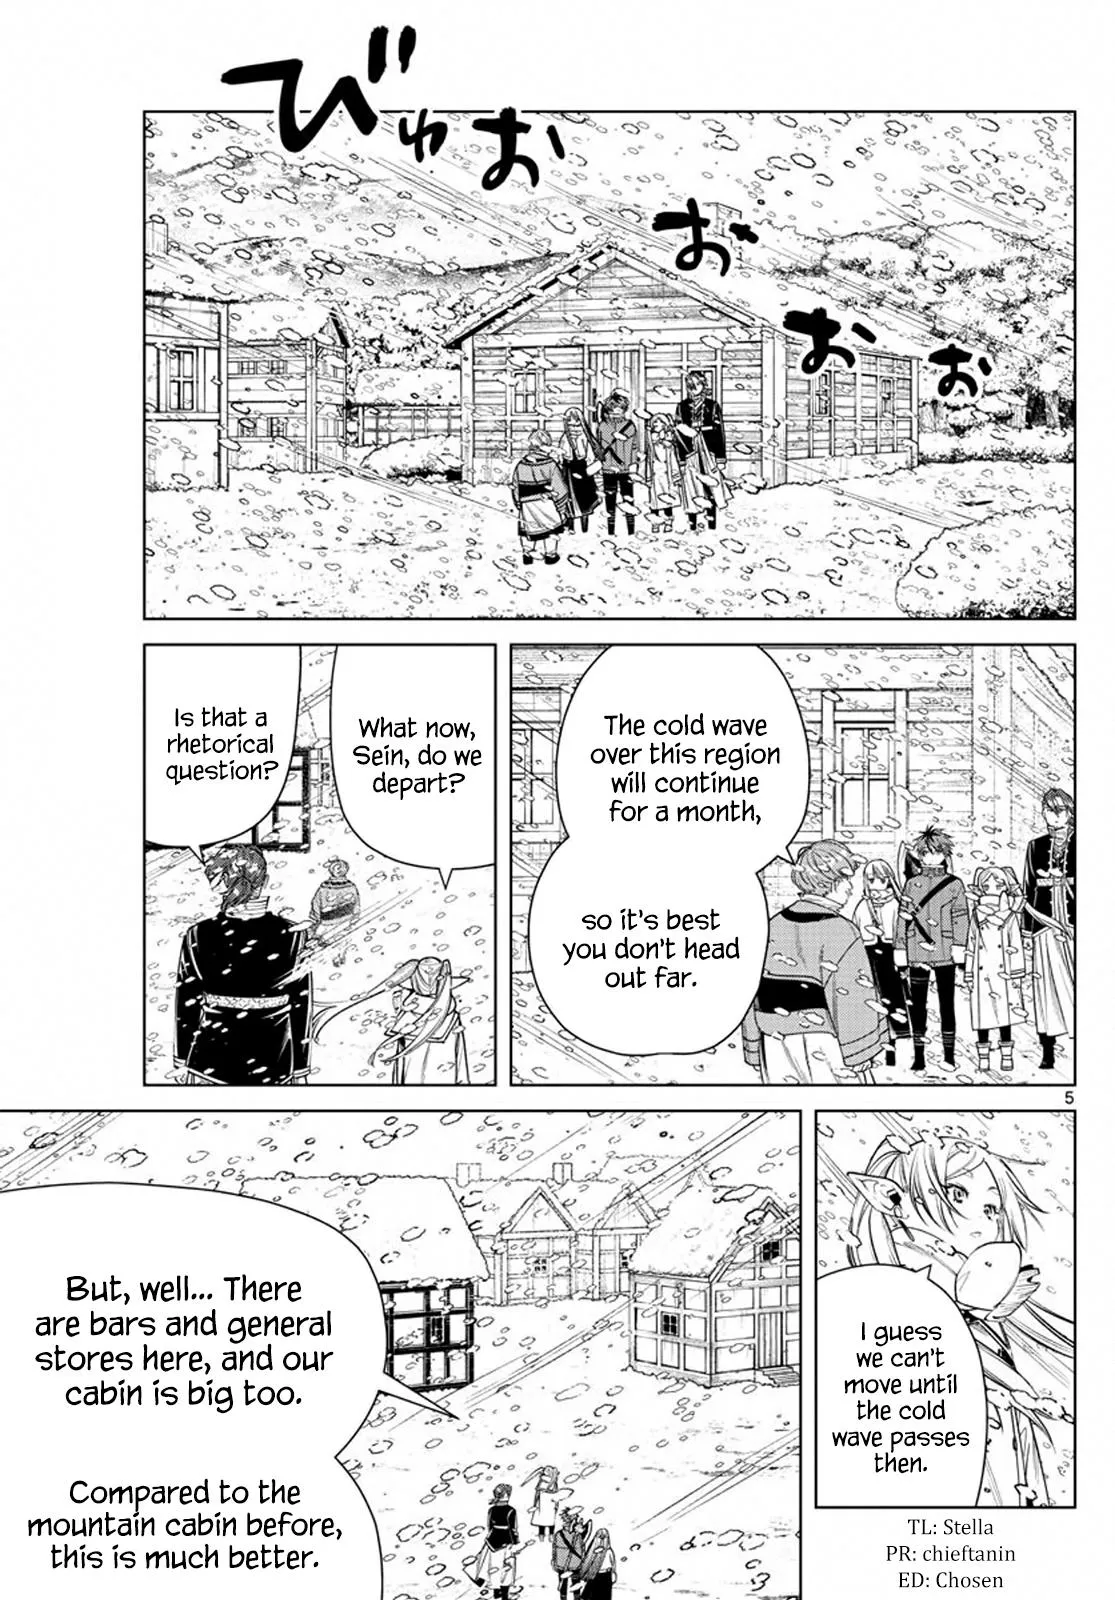 びゅおおおおお
The cold wave
over this region
will continue
for a month,
so it's best
you don't head
out far.
What now,
Sein, do we
depart?
Is that a
rhetorical
question?
5
I guess
we can't
move until
the cold
wave passes
then.
But, well... There
are bars and general
stores here, and our
cabin is big too.
Compared to the
mountain cabin before,
this is much better.
TL: Stella
PR: chieftanin
ED: Chosen